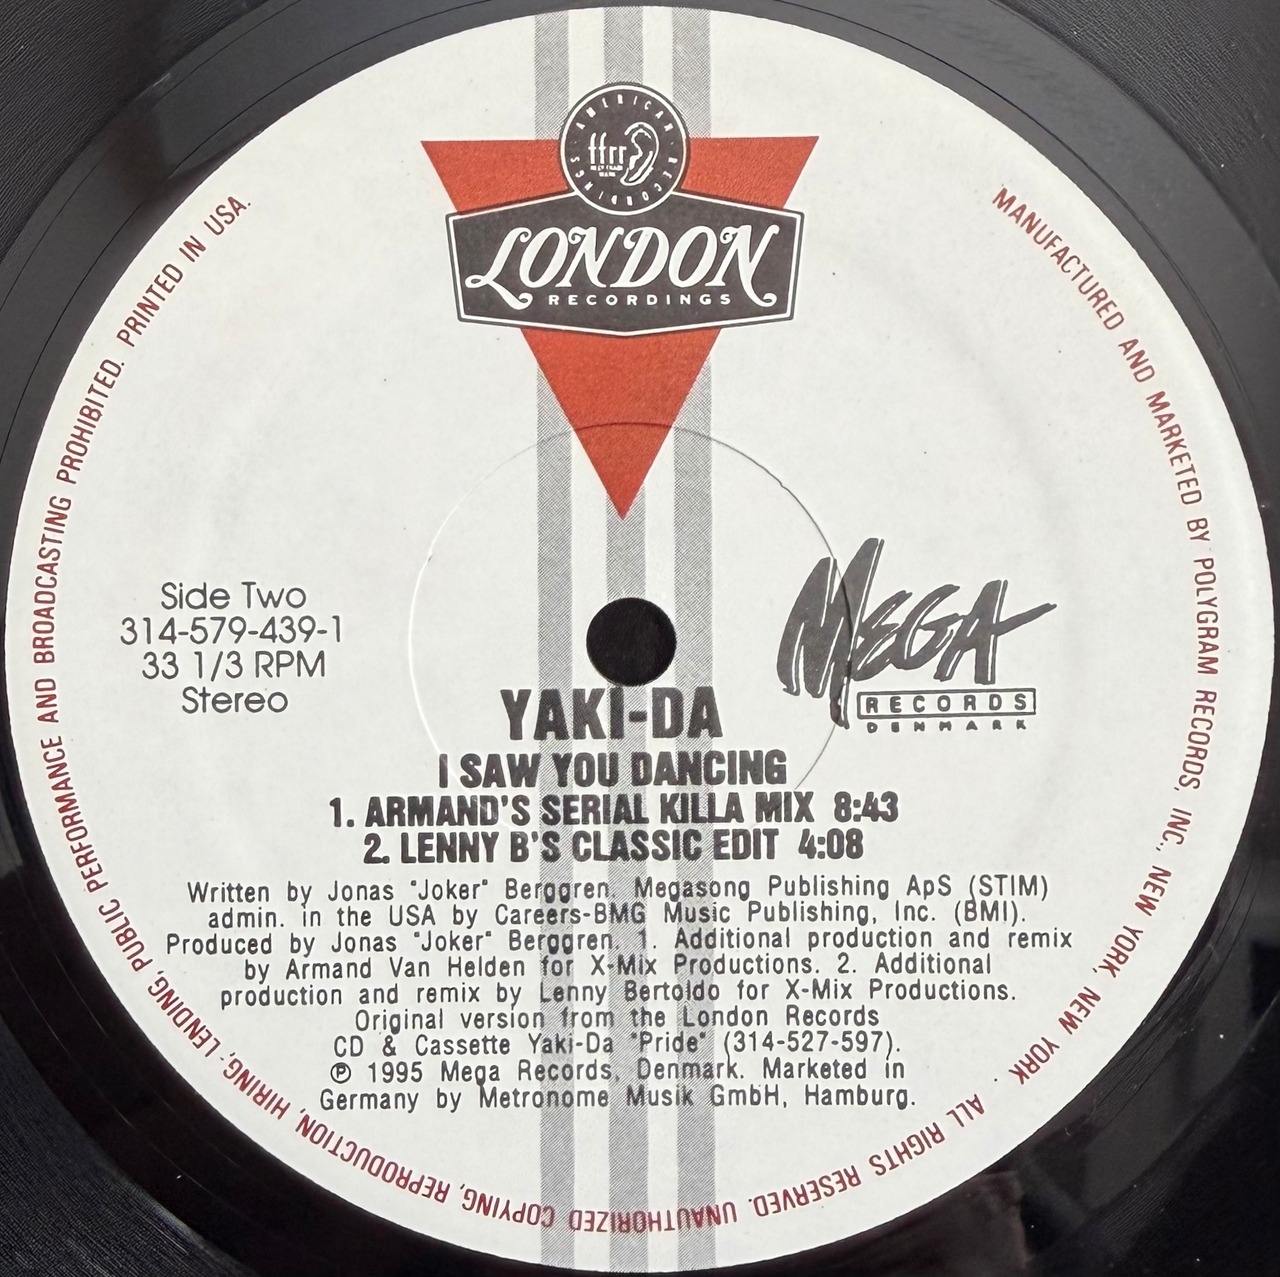 AMERICAN RECORDINGS
ffrr
LONDON
RECORDINGS
MANUFACTURED AND MARKETED BY POLYGRAM RECORDS, INC., NEW YORK, NEW YORK.
ALL RIGHTS RESERVED. UNAUTHORIZED COPYING, REPRODUCTION, HIRING, LENDING, PUBLIC PERFORMANCE AND BROADCASTING PROHIBITED. PRINTED IN USA.
Side Two
314-579-439-1
33 1/3 RPM
Stereo
MEGA
RECORDS
DENMARK
YAKI-DA
I SAW YOU DANCING
1. ARMAND'S SERIAL KILLA MIX 8:43
2. LENNY B'S CLASSIC EDIT 4:08
Written by Jonas "Joker" Berggren, Megasong Publishing ApS (STIM)
admin. in the USA by Careers-BMG Music Publishing, Inc. (BMI).
Produced by Jonas "Joker" Berggren. 1. Additional production and remix
by Armand Van Helden for X-Mix Productions. 2. Additional
production and remix by Lenny Bertoldo for X-Mix Productions.
Original version from the London Records
CD & Cassette Yaki-Da "Pride" (314-527-597).
℗ 1995 Mega Records, Denmark. Marketed in
Germany by Metronome Musik GmbH, Hamburg.